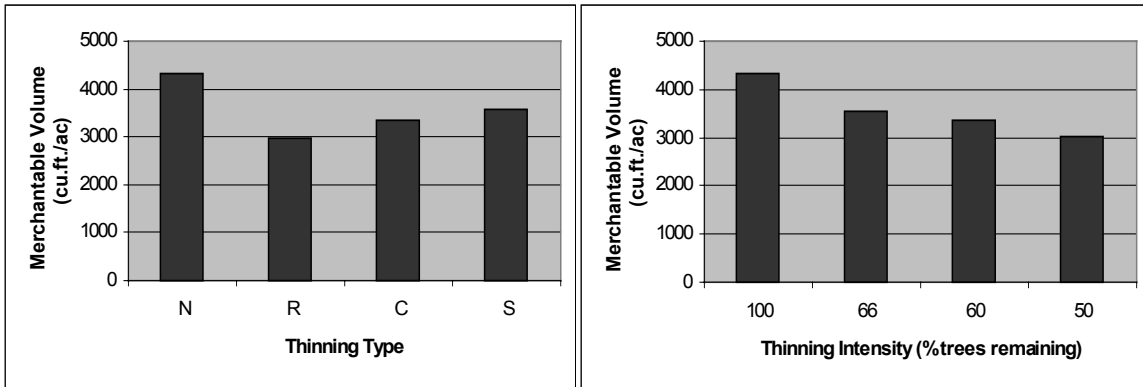 Merchantable Volume
(cu.ft./ac)
5000
4000
3000
2000
1000
0
N R C S
Thinning Type
Merchantable Volume
(cu.ft./ac)
5000
4000
3000
2000
1000
0
100 66 60 50
Thinning Intensity (%trees remaining)